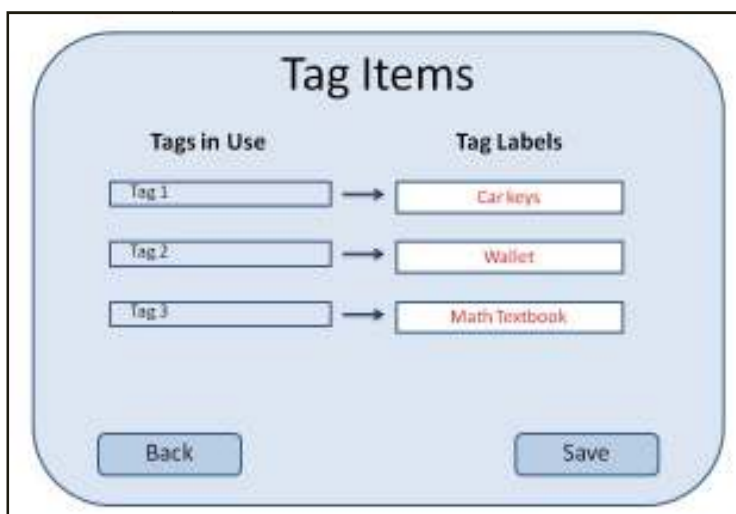 Tag Items
Tags in Use
Tag Labels
Tag 1
Car keys
Tag 2
Wallet
Tag 3
Math Textbook
Back
Save